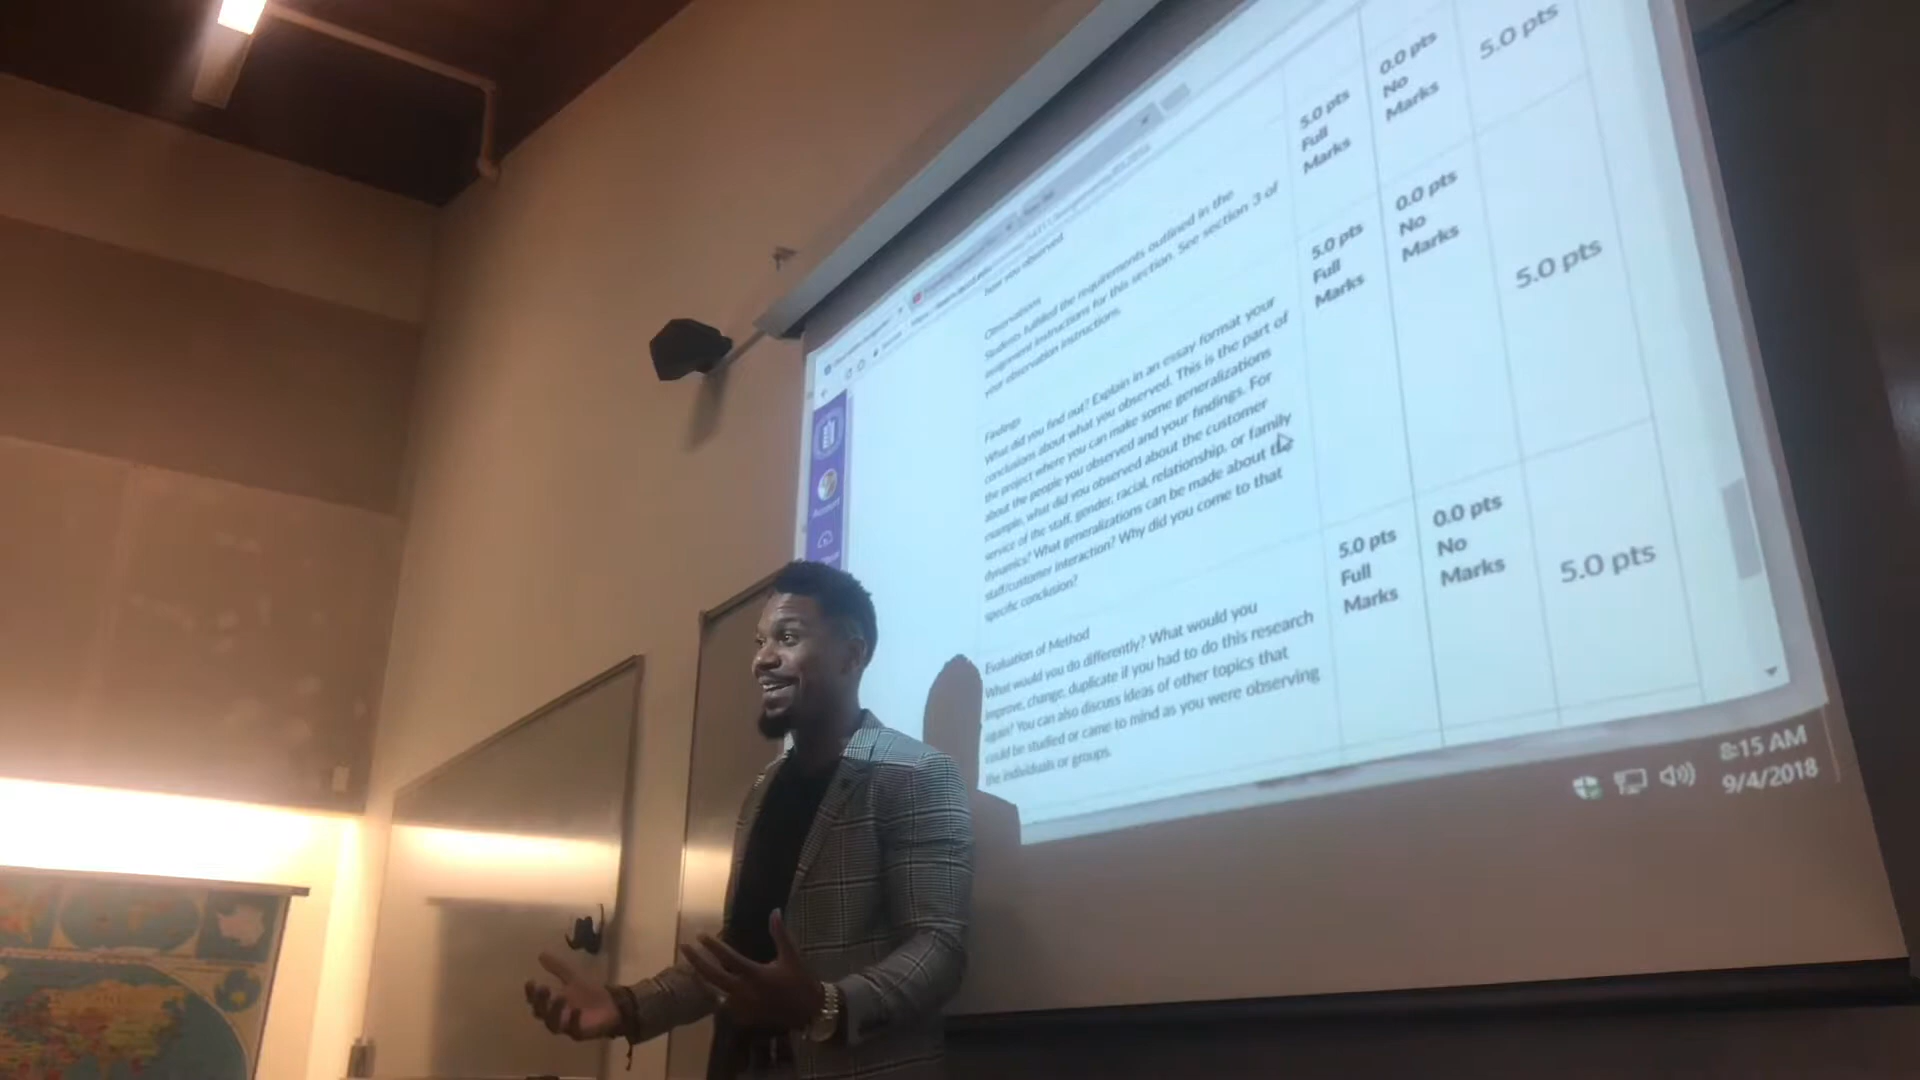 how you observed
Observations
Students fulfilled the requirements outlined in the
assignment instructions for this section. See section 3 of
your observation instructions.
5.0 pts
Full
Marks
0.0 pts
No
Marks
5.0 pts
Findings
What did you find out? Explain in an essay format your
conclusions about what you observed. This is the part of
the project where you can make some generalizations
about the people you observed and your findings. For
example, what did you observed about the customer
service of the staff, gender, racial, relationship, or family
dynamics? What generalizations can be made about the
staff/customer interaction? Why did you come to that
specific conclusion?
5.0 pts
Full
Marks
0.0 pts
No
Marks
5.0 pts
Evaluation of Method
What would you do differently? What would you
improve, change, duplicate if you had to do this research
again? You can also discuss ideas of other topics that
could be studied or came to mind as you were observing
the individuals or groups.
5.0 pts
Full
Marks
0.0 pts
No
Marks
5.0 pts
Account
8:15 AM
9/4/2018